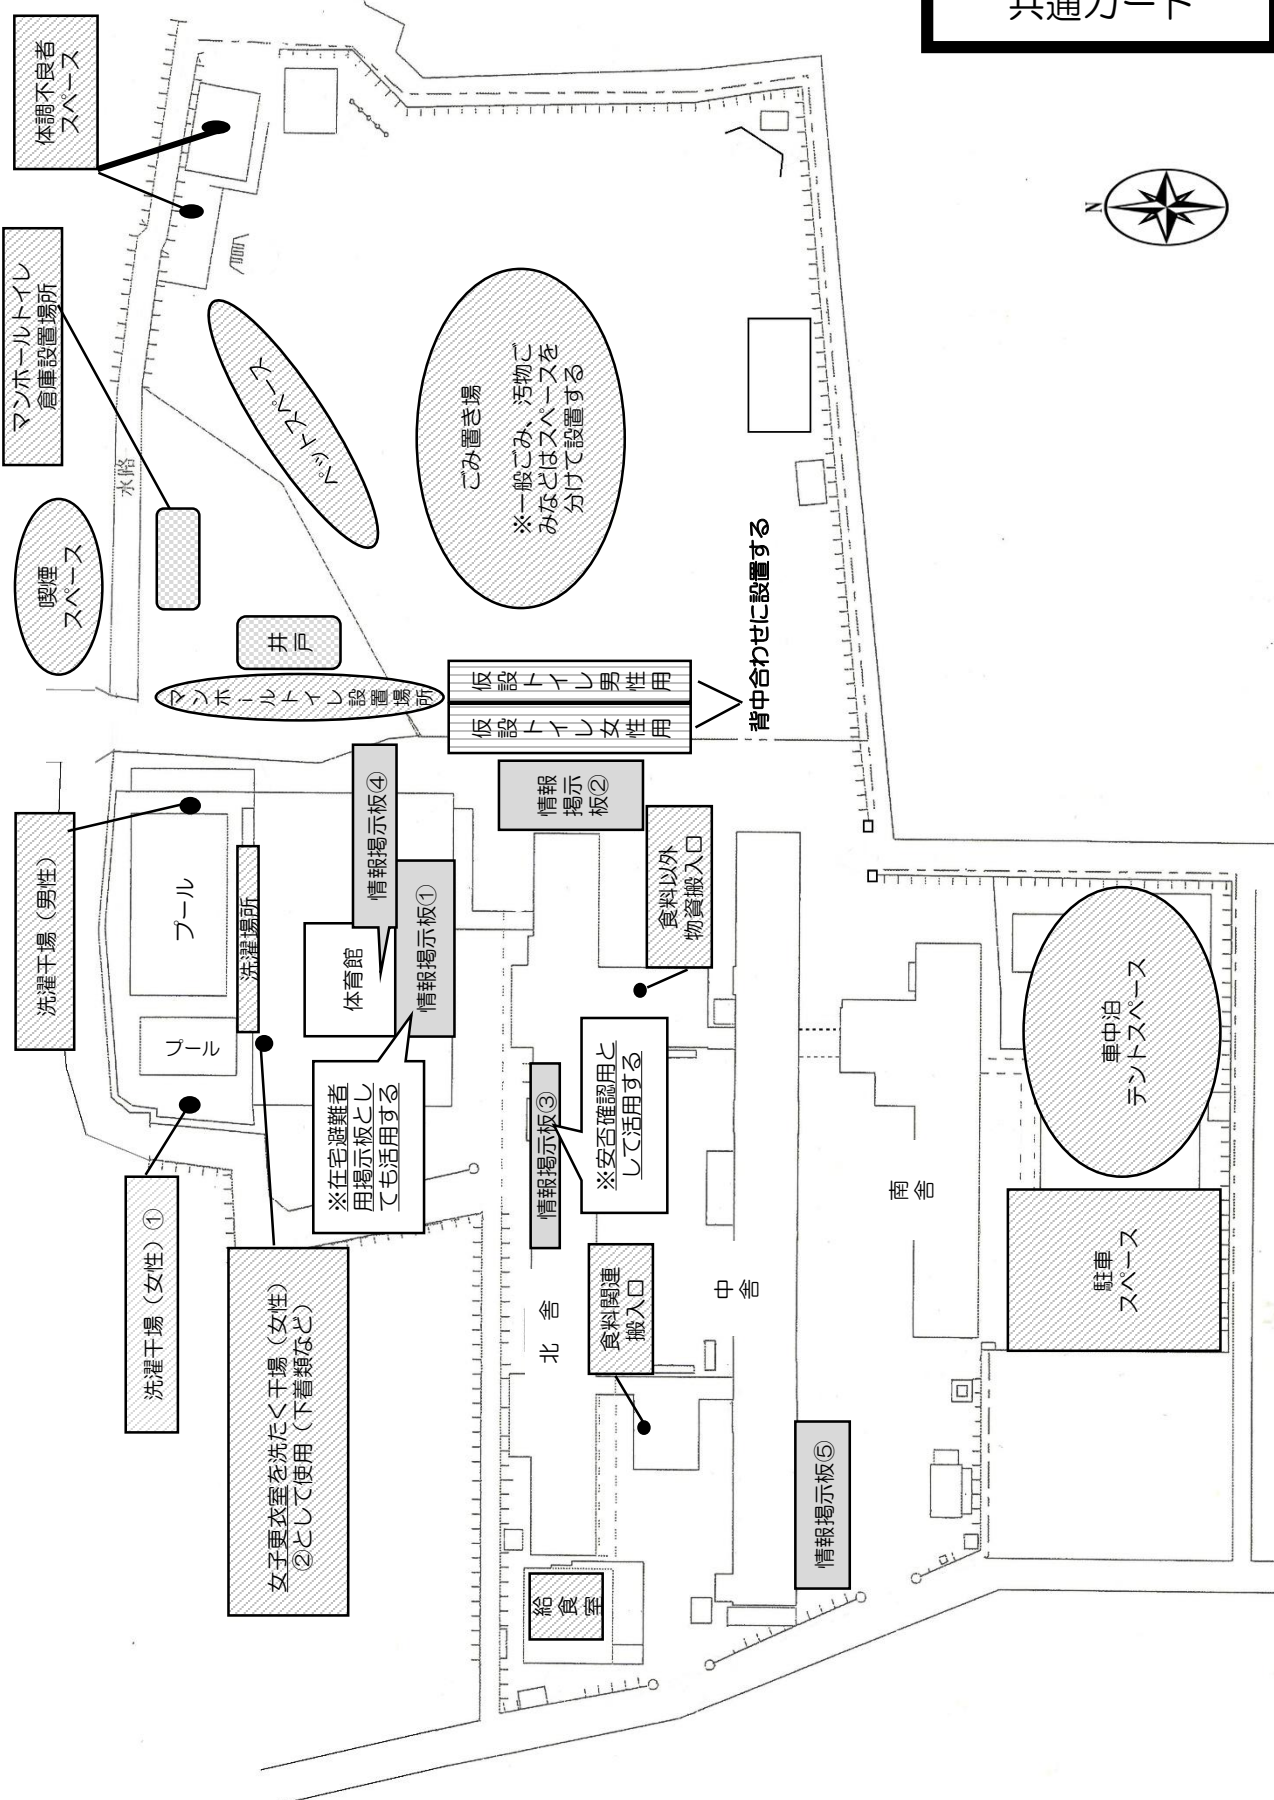 共通カード
体調不良者
スペース
マンホールトイレ
倉庫設置場所
喫煙
スペース
水路
ペットスペース
ごみ置き場
※一般ごみ、汚物ご
みなどはスペースを
分けて設置する
井戸
マンホールトイレ設置場所
仮設トイレ男性用
仮設トイレ女性用
背中合わせに設置する
N
洗濯干場（男性）
プール
プール
洗濯場所
体育館
情報掲示板④
情報掲示板①
※在宅避難者
用掲示板とし
ても活用する
情報
掲示
板②
食料以外
物資搬入口
情報掲示板③
※安否確認用と
して活用する
洗濯干場（女性）①
女子更衣室を洗たく干場（女性）
②として使用（下着類など）
北舎
食料関連
搬入口
中舎
南舎
給食室
情報掲示板⑤
車中泊
テントスペース
駐車
スペース